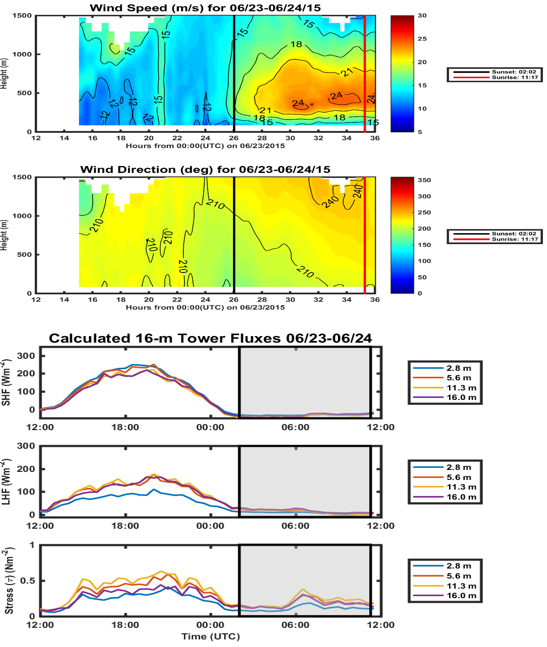 Wind Speed (m/s) for 06/23-06/24/15
1500
1000
500
0
Height (m)
12 14 16 18 20 22 24 26 28 30 32 34 36
Hours from 00:00(UTC) on 06/23/2015
15 15 15 18 18 21 24 24 24 21 18 18 15 12 12 12 12
30
25
20
15
10
5
Sunset: 02:02
Sunrise: 11:17
Wind Direction (deg) for 06/23-06/24/15
1500
1000
500
0
Height (m)
12 14 16 18 20 22 24 26 28 30 32 34 36
Hours from 00:00(UTC) on 06/23/2015
210 210 210 210 210 210 240 240
350
300
250
200
150
100
50
0
Sunset: 02:02
Sunrise: 11:17
Calculated 16-m Tower Fluxes 06/23-06/24
300
200
100
SHF (Wm-2)
12:00 18:00 00:00 06:00 12:00
2.8 m
5.6 m
11.3 m
16.0 m
300
200
100
0
LHF (Wm-2)
12:00 18:00 00:00 06:00 12:00
2.8 m
5.6 m
11.3 m
16.0 m
1
0.5
0
Stress (τ) (Nm-2)
12:00 18:00 00:00 06:00 12:00
Time (UTC)
2.8 m
5.6 m
11.3 m
16.0 m